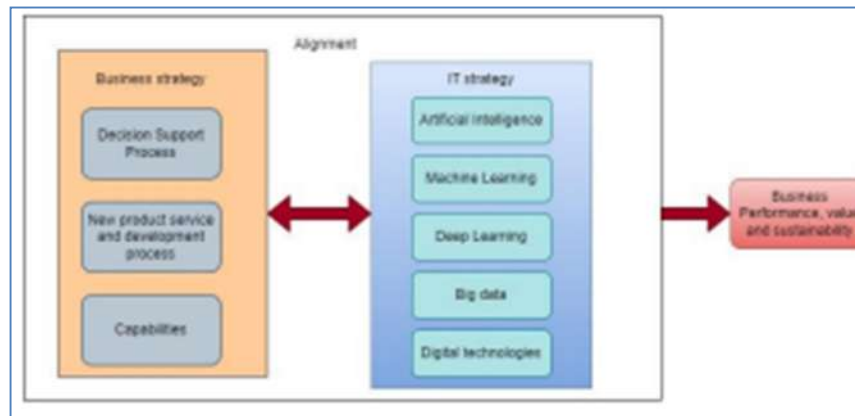 Alignment
Business strategy
Decision Support
Process
New product service
and development
process
Capabilities
IT strategy
Artificial Intelligence
Machine Learning
Deep Learning
Big data
Digital technologies
Business
Performance, value
and sustainability